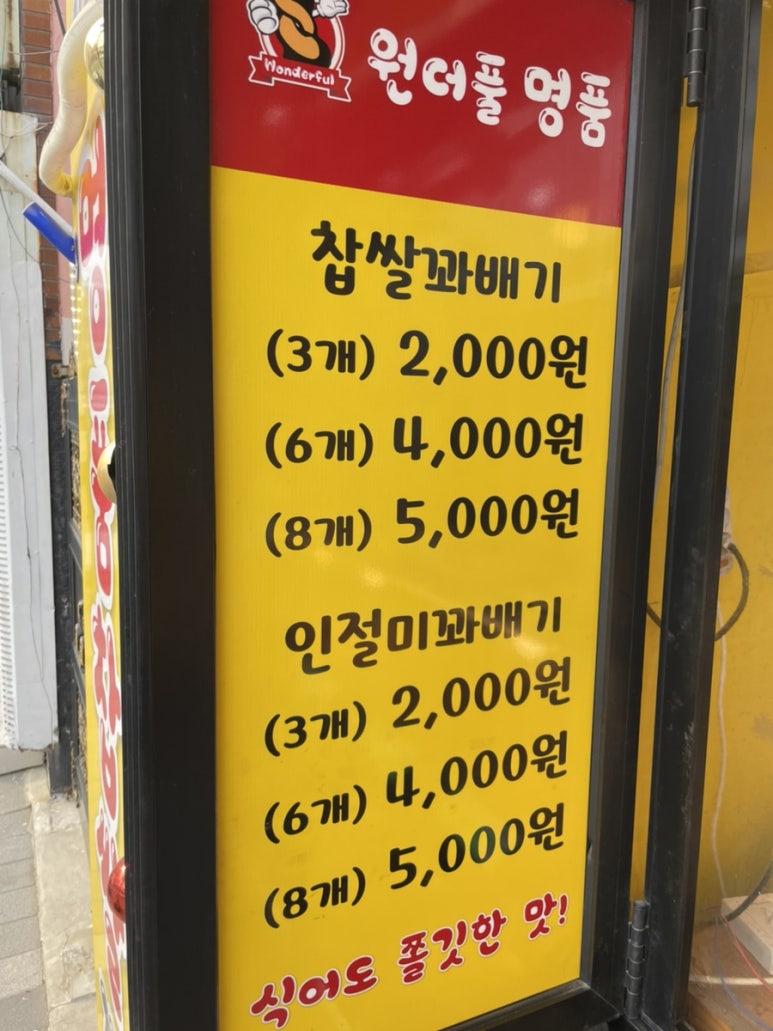 Wonderful
원더풀 명품
찹쌀꽈배기
(3개) 2,000원
(6개) 4,000원
(8개) 5,000원
인절미꽈배기
(3개) 2,000원
(6개) 4,000원
(8개) 5,000원
식어도 쫄깃한 맛!